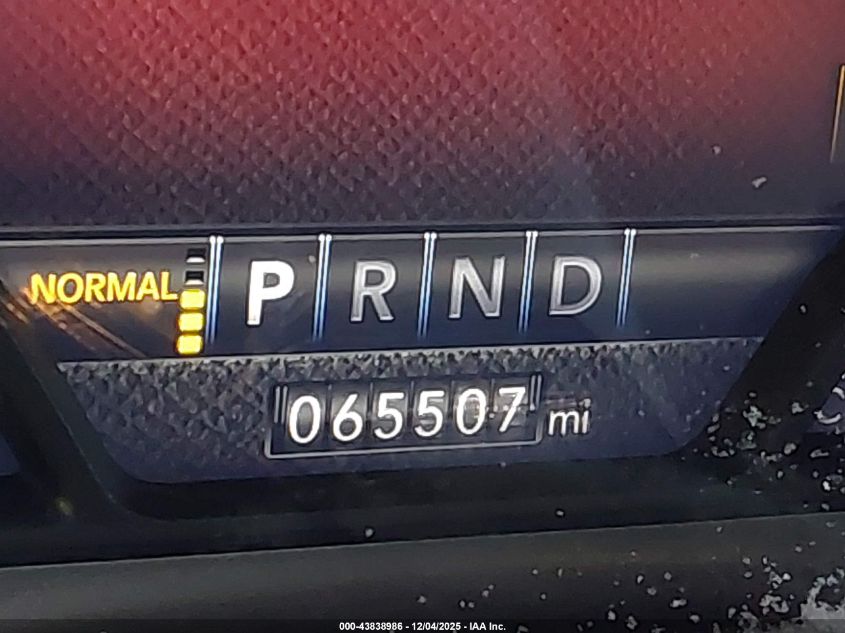 NORMAL P R N D
065507 mi
000-43838986 - 12/04/2025 - IAA Inc.